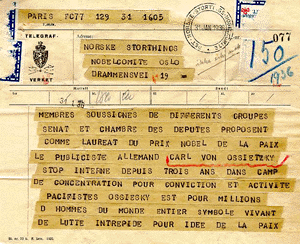 PARIS FC77 129 31 1605
TELEGRAF-
VERKET
NORSKE STORTHINGS
NOBELCOMITE OSLO
DRAMMENSVEI 19 =
150
1936
MEMBRES SOUSSIGNES DE DIFFERENTS GROUPES
SENAT ET CHAMBRE DES DEPUTES PROPOSENT
COMME LAUREAT DU PRIX NOBEL DE LA PAIX
LE PUBLICISTE ALLEMAND CARL VON OSSIETZKY
STOP INTERNE DEPUIS TROIS ANS DANS CAMP
DE CONCENTRATION POUR CONVICTION ET ACTIVITE
PACIFISTES OSSIESKY EST POUR MILLIONS
D HOMMES DU MONDE ENTIER SYMBOLE VIVANT
DE LUTTE INTREPIDE POUR IDEE DE LA PAIX